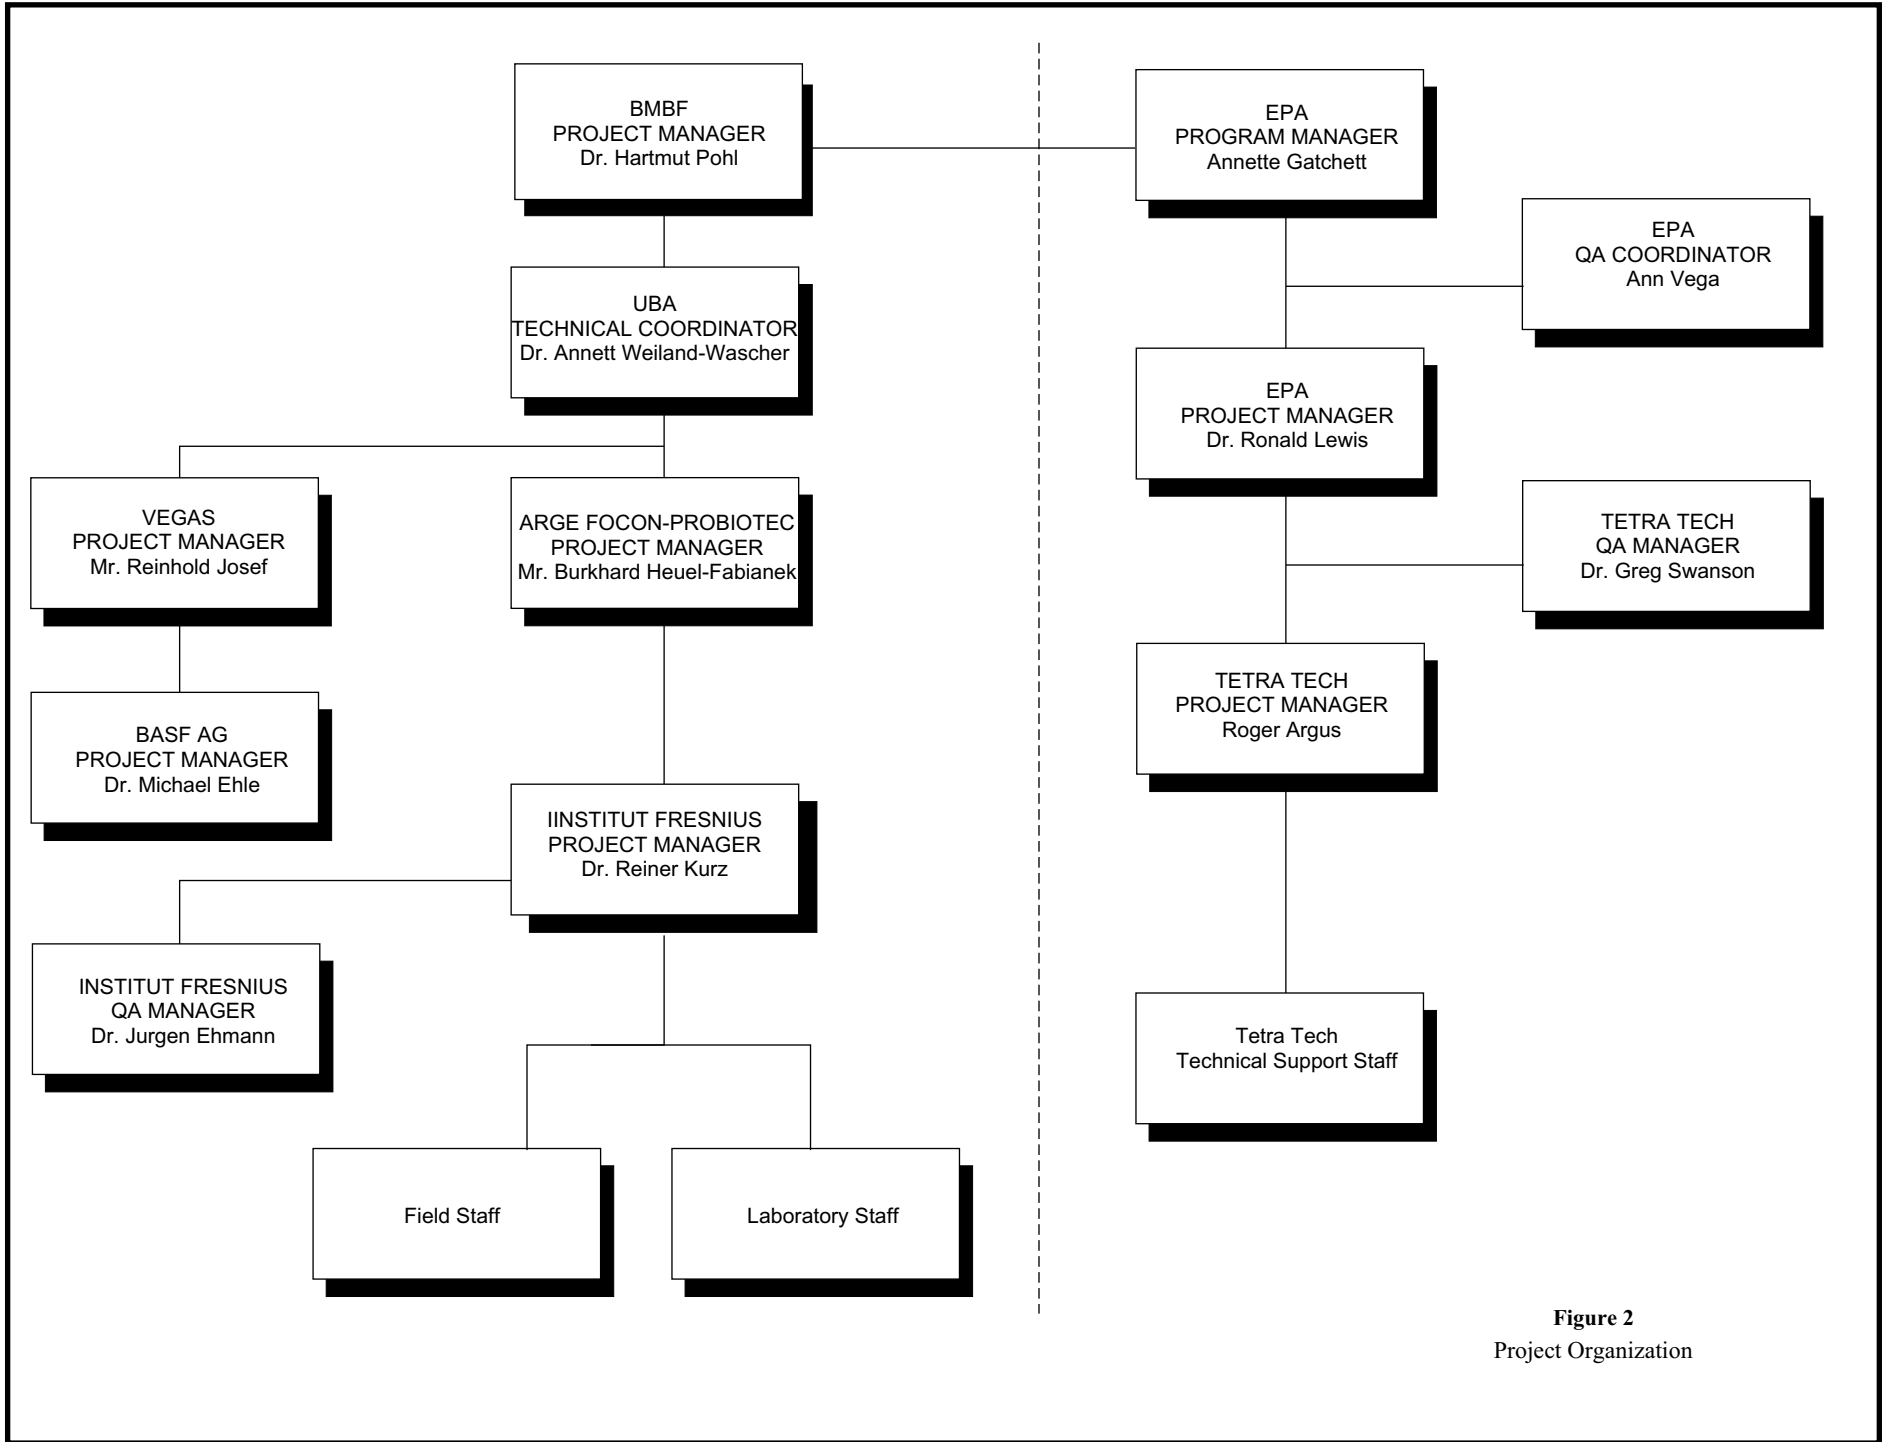 BMBF
PROJECT MANAGER
Dr. Hartmut Pohl
EPA
PROGRAM MANAGER
Annette Gatchett
EPA
QA COORDINATOR
Ann Vega
UBA
TECHNICAL COORDINATOR
Dr. Annett Weiland-Wascher
EPA
PROJECT MANAGER
Dr. Ronald Lewis
VEGAS
PROJECT MANAGER
Mr. Reinhold Josef
ARGE FOCON-PROBIOTEC
PROJECT MANAGER
Mr. Burkhard Heuel-Fabianek
TETRA TECH
QA MANAGER
Dr. Greg Swanson
TETRA TECH
PROJECT MANAGER
Roger Argus
BASF AG
PROJECT MANAGER
Dr. Michael Ehle
IINSTITUT FRESNIUS
PROJECT MANAGER
Dr. Reiner Kurz
INSTITUT FRESNIUS
QA MANAGER
Dr. Jurgen Ehmann
Tetra Tech
Technical Support Staff
Field Staff
Laboratory Staff
Figure 2
Project Organization